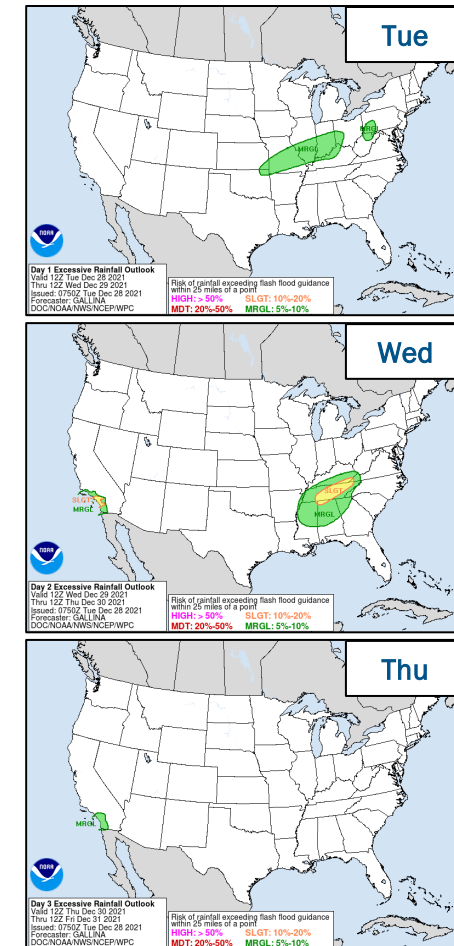 Tue
MRGL
MRGL
NOAA
Day 1 Excessive Rainfall Outlook
Valid 12Z Tue Dec 28 2021
Thru 12Z Wed Dec 29 2021
Issued: 0750Z Tue Dec 28 2021
Forecaster: GALLINA
DOC/NOAA/NWS/NCEP/WPC
Risk of rainfall exceeding flash flood guidance
within 25 miles of a point
HIGH: > 50% SLGT: 10%-20%
MDT: 20%-50% MRGL: 5%-10%
Wed
SLGT
MRGL
SLGT
MRGL
NOAA
Day 2 Excessive Rainfall Outlook
Valid 12Z Wed Dec 29 2021
Thru 12Z Thu Dec 30 2021
Issued: 0750Z Tue Dec 28 2021
Forecaster: GALLINA
DOC/NOAA/NWS/NCEP/WPC
Risk of rainfall exceeding flash flood guidance
within 25 miles of a point
HIGH: > 50% SLGT: 10%-20%
MDT: 20%-50% MRGL: 5%-10%
Thu
MRGL
NOAA
Day 3 Excessive Rainfall Outlook
Valid 12Z Thu Dec 30 2021
Thru 12Z Fri Dec 31 2021
Issued: 0750Z Tue Dec 28 2021
Forecaster: GALLINA
DOC/NOAA/NWS/NCEP/WPC
Risk of rainfall exceeding flash flood guidance
within 25 miles of a point
HIGH: > 50% SLGT: 10%-20%
MDT: 20%-50% MRGL: 5%-10%